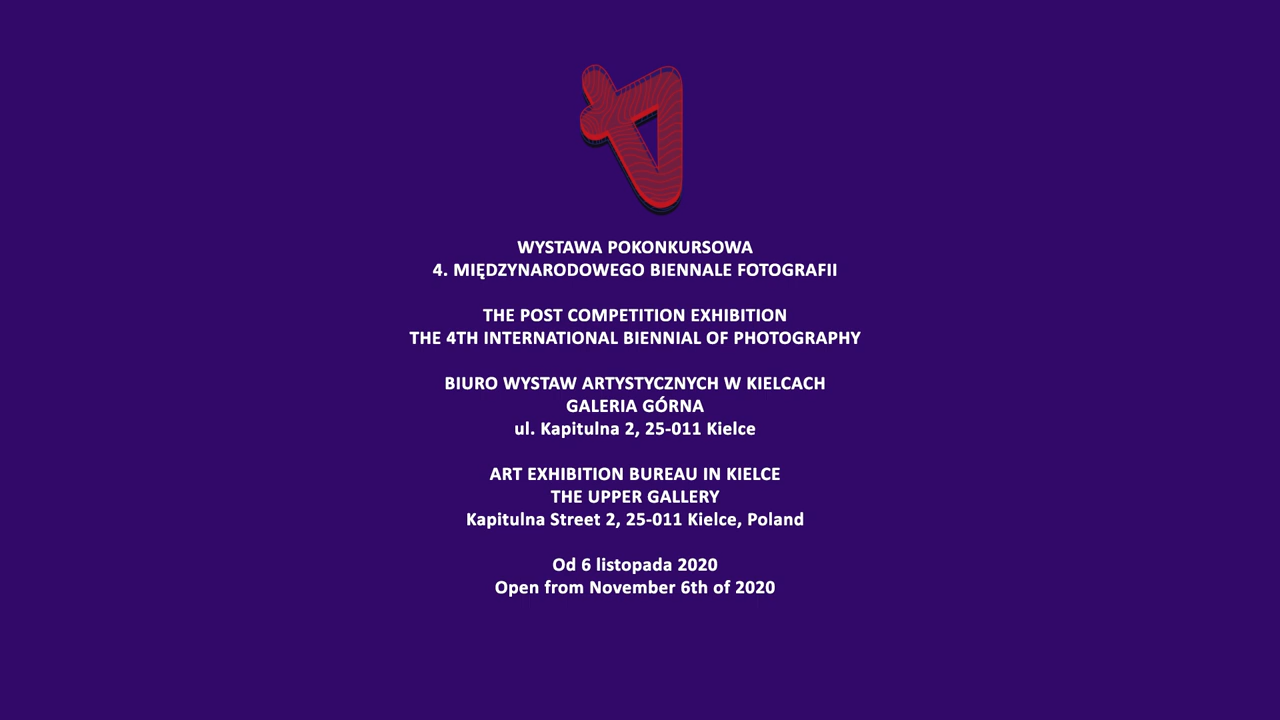 WYSTAWA POKONKURSOWA
4. MIĘDZYNARODOWEGO BIENNALE FOTOGRAFII
THE POST COMPETITION EXHIBITION
THE 4TH INTERNATIONAL BIENNIAL OF PHOTOGRAPHY
BIURO WYSTAW ARTYSTYCZNYCH W KIELCACH
GALERIA GÓRNA
ul. Kapitulna 2, 25-011 Kielce
ART EXHIBITION BUREAU IN KIELCE
THE UPPER GALLERY
Kapitulna Street 2, 25-011 Kielce, Poland
Od 6 listopada 2020
Open from November 6th of 2020